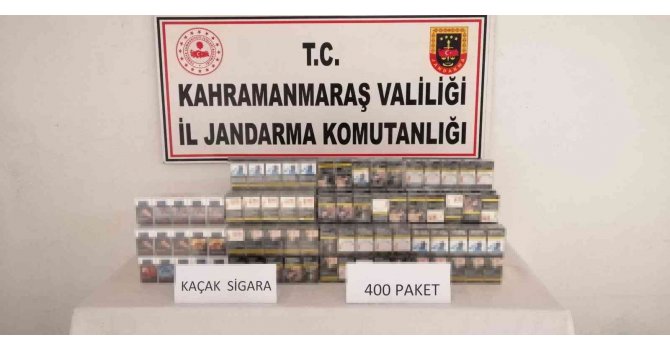 T.C.
KAHRAMANMARAŞ VALİLİĞİ
İL JANDARMA KOMUTANLIĞI
KAÇAK SİGARA
400 PAKET